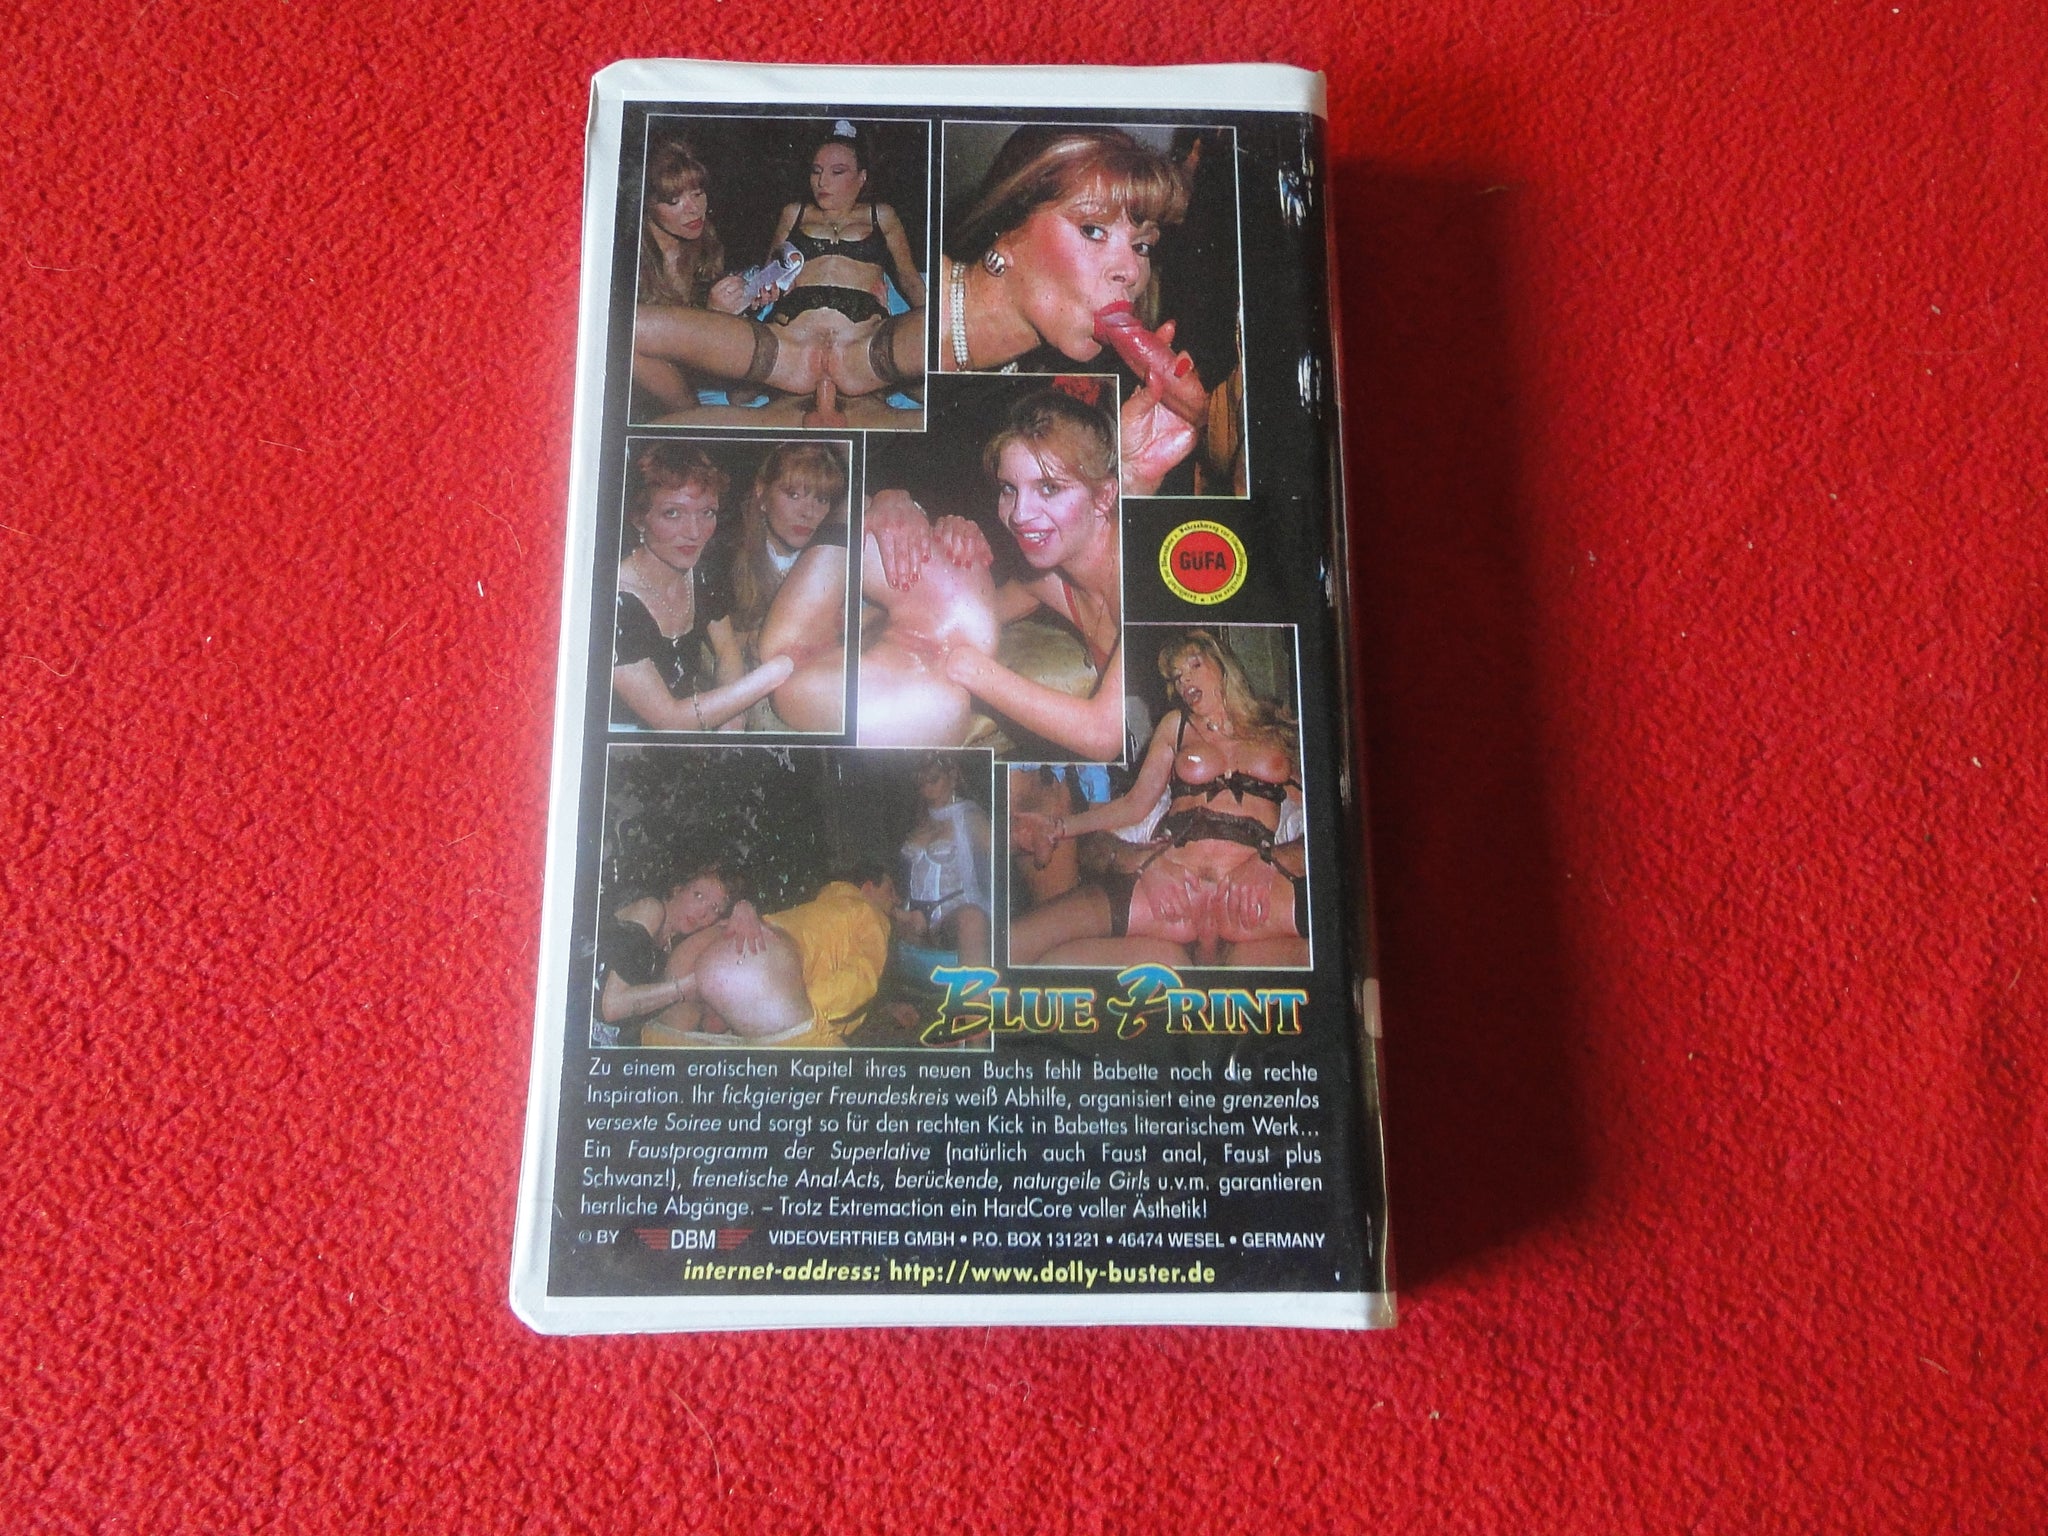 GÜFA
BLUE PRINT
Zu einem erotischen Kapitel ihres neuen Buchs fehlt Babette noch die rechte
Inspiration. Ihr fickgieriger Freundeskreis weiß Abhilfe, organisiert eine grenzenlos
versexte Soiree und sorgt so für den rechten Kick in Babettes literarischem Werk...
Ein Faustprogramm der Superlative (natürlich auch Faust anal, Faust plus
Schwanz!), frenetische Anal-Acts, berückende, naturgeile Girls u.v.m. garantieren
herrliche Abgänge. – Trotz Extremaction ein HardCore voller Ästhetik!
© BY DBM VIDEOVERTRIEB GMBH • P.O. BOX 131221 • 46474 WESEL • GERMANY
internet-address: http://www.dolly-buster.de